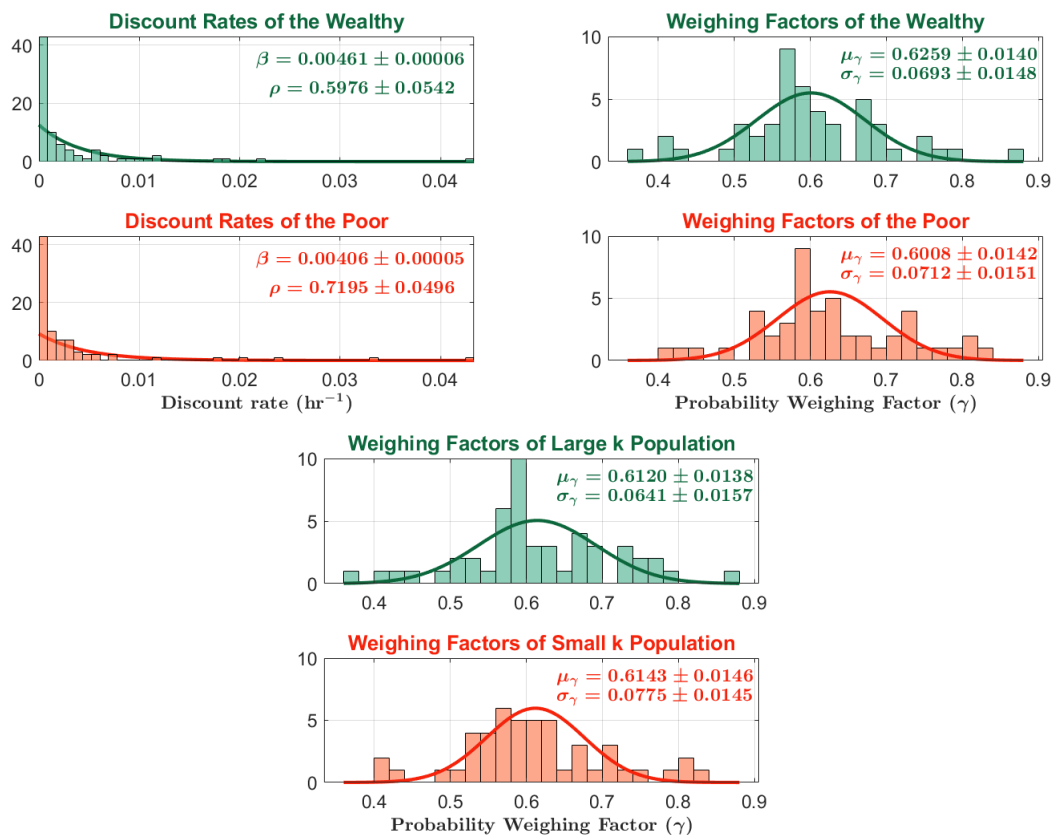 Discount Rates of the Wealthy
40
20
0
β = 0.00461 ± 0.00006
ρ = 0.5976 ± 0.0542
0 0.01 0.02 0.03 0.04
Weighing Factors of the Wealthy
10
5
0
μγ = 0.6259 ± 0.0140
σγ = 0.0693 ± 0.0148
0.4 0.5 0.6 0.7 0.8 0.9
Discount Rates of the Poor
40
20
0
β = 0.00406 ± 0.00005
ρ = 0.7195 ± 0.0496
0 0.01 0.02 0.03 0.04
Discount rate (hr⁻¹)
Weighing Factors of the Poor
10
5
0
μγ = 0.6008 ± 0.0142
σγ = 0.0712 ± 0.0151
0.4 0.5 0.6 0.7 0.8 0.9
Probability Weighing Factor (γ)
Weighing Factors of Large k Population
10
5
0
μγ = 0.6120 ± 0.0138
σγ = 0.0641 ± 0.0157
0.4 0.5 0.6 0.7 0.8 0.9
Weighing Factors of Small k Population
10
5
0
μγ = 0.6143 ± 0.0146
σγ = 0.0775 ± 0.0145
0.4 0.5 0.6 0.7 0.8 0.9
Probability Weighing Factor (γ)